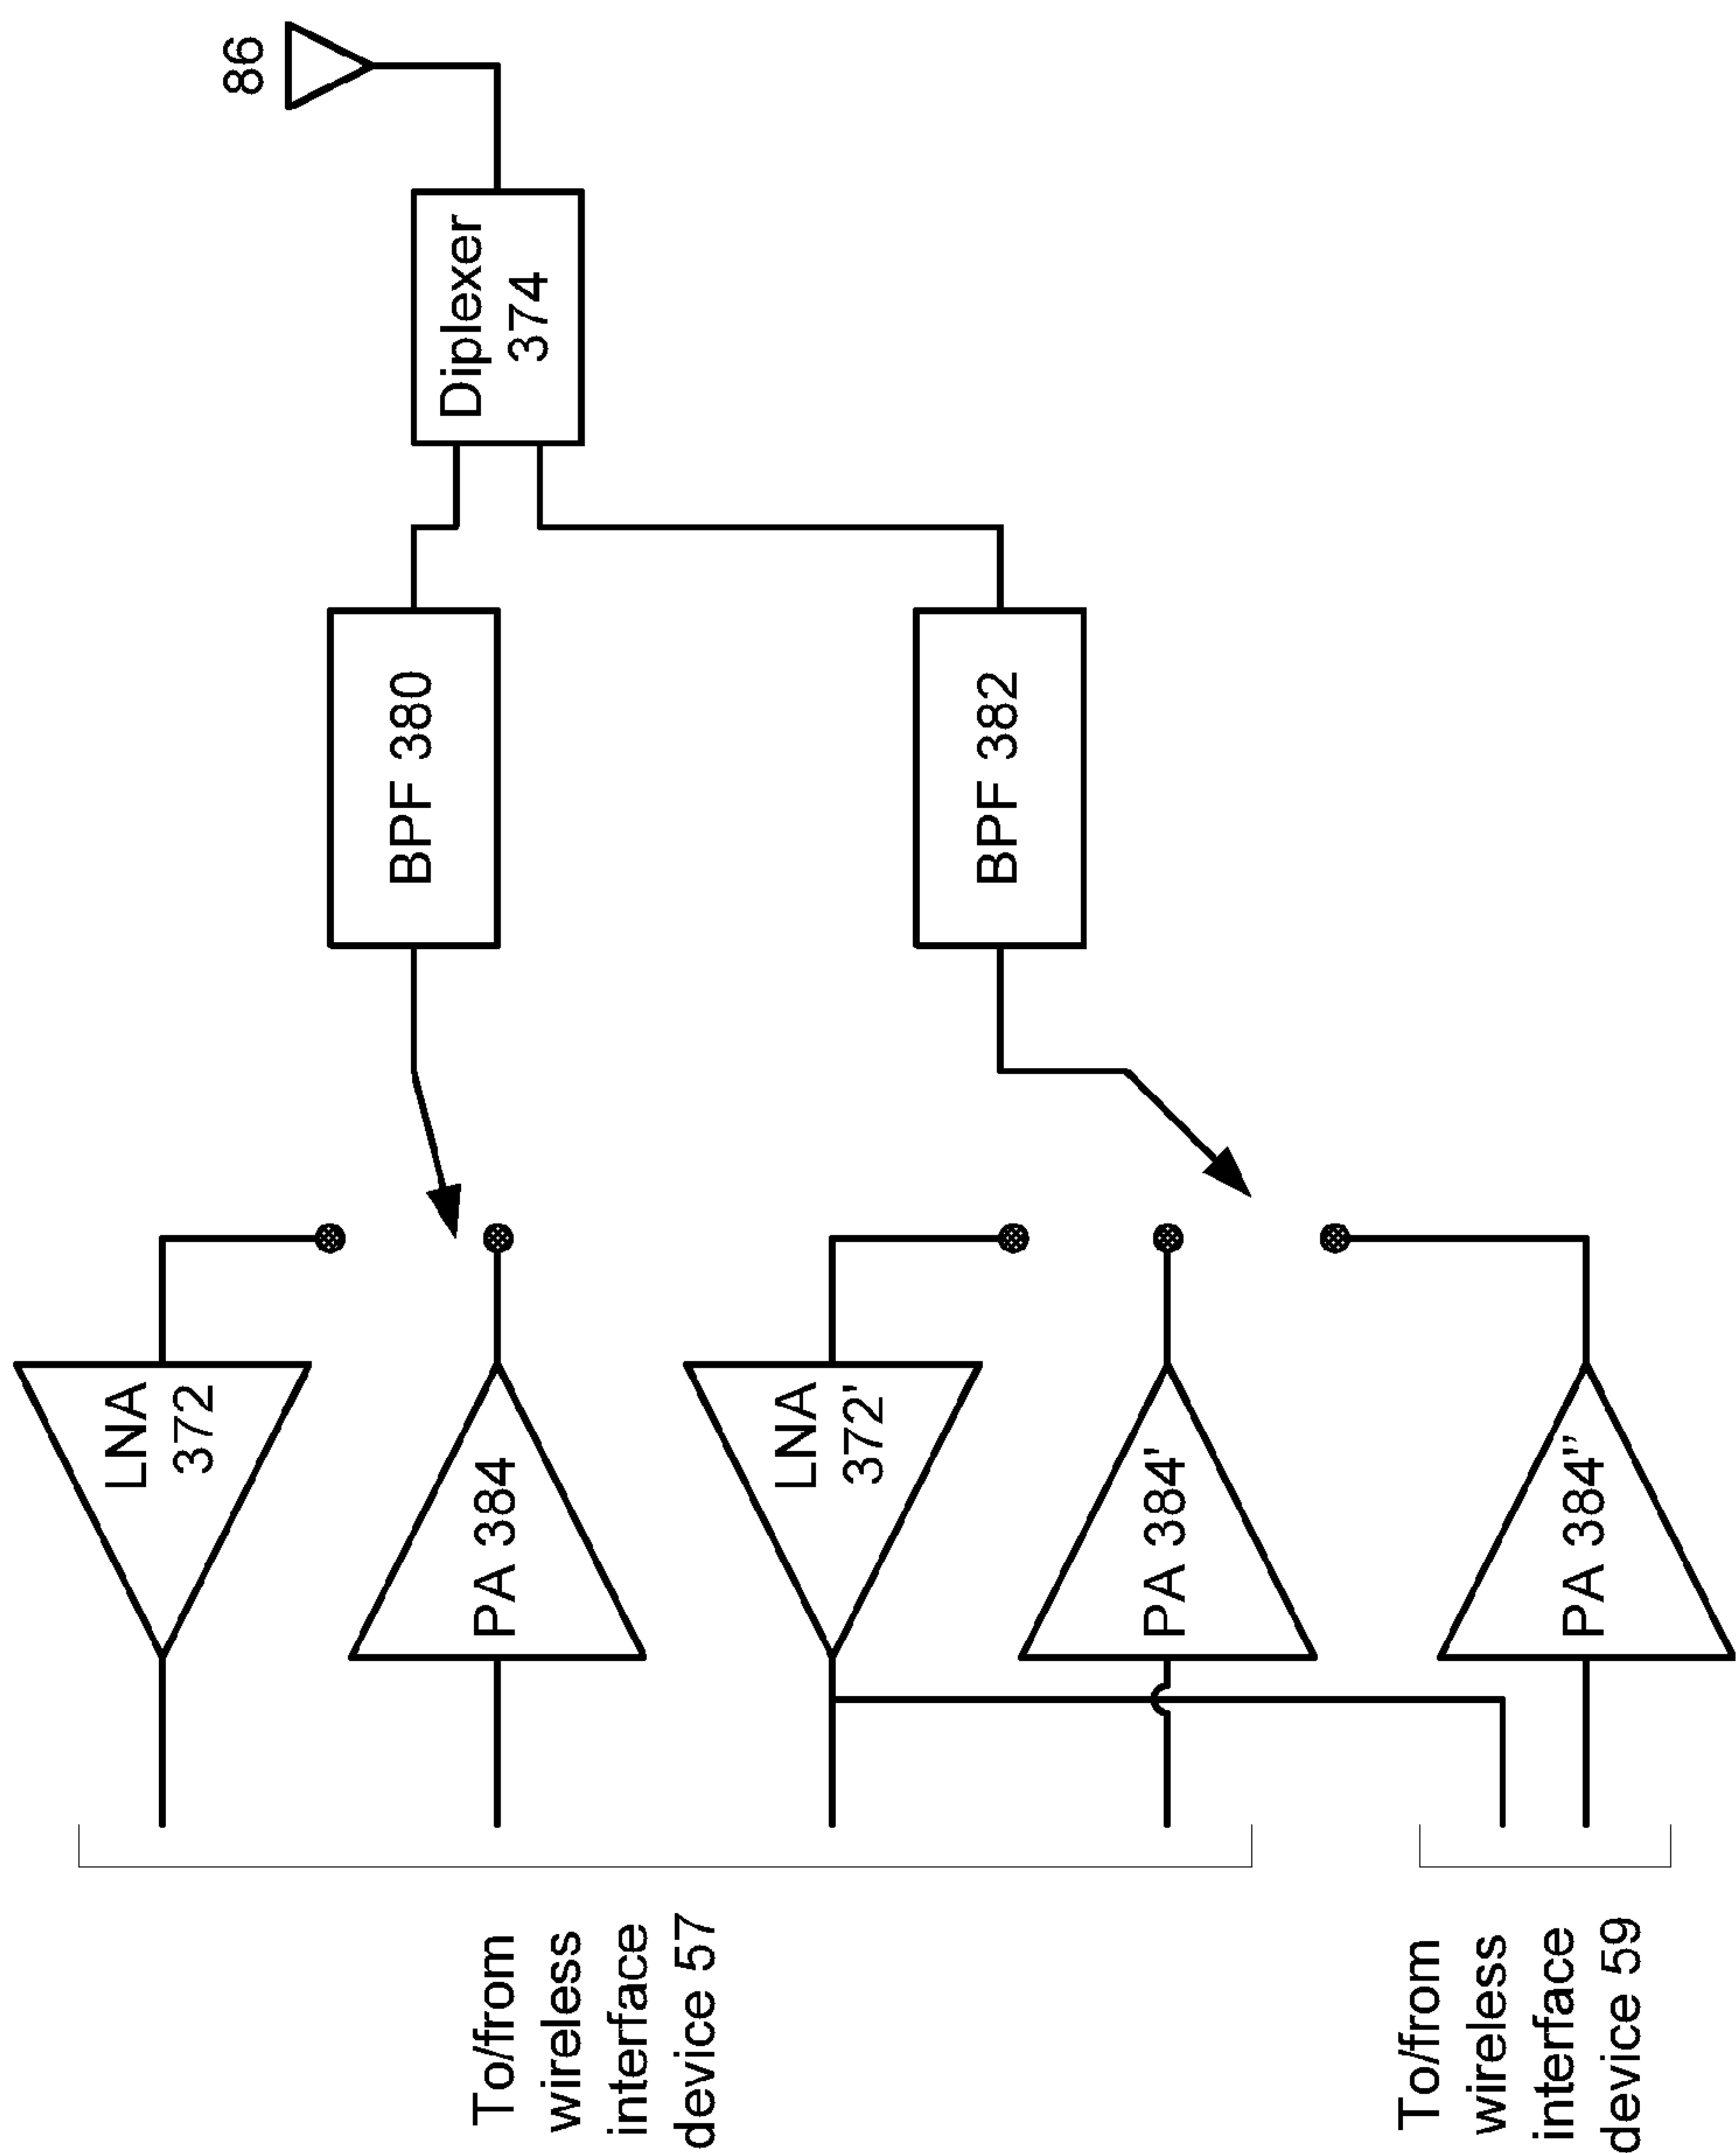 86
Diplexer
374
BPF 380
BPF 382
LNA
372
PA 384
LNA
372'
PA 384'
PA 384"
To/from
wireless
interface
device 57
To/from
wireless
interface
device 59